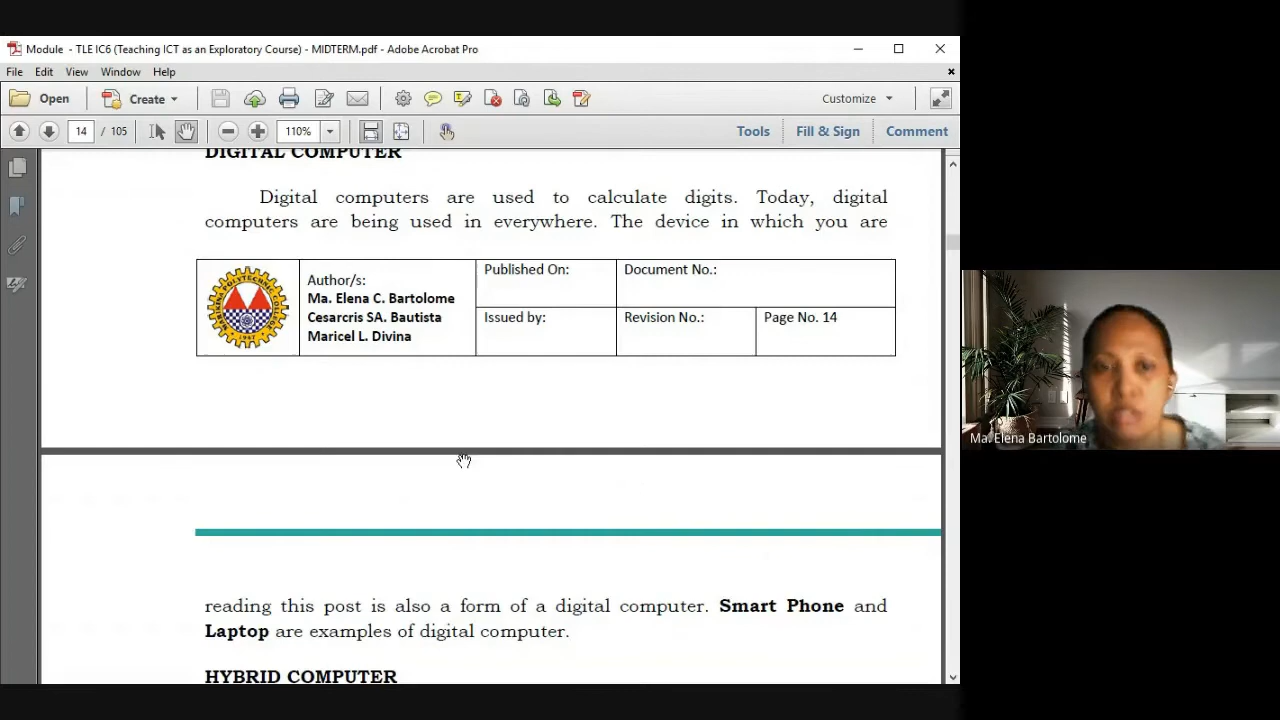 Module - TLE IC6 (Teaching ICT as an Exploratory Course) - MIDTERM.pdf - Adobe Acrobat Pro
File Edit View Window Help
Open Create Customize
14 / 105 110% Tools Fill & Sign Comment
DIGITAL COMPUTER
Digital computers are used to calculate digits. Today, digital
computers are being used in everywhere. The device in which you are
MARIKINA POLYTECHNIC COLLEGE
1947
Author/s:
Ma. Elena C. Bartolome
Cesarcris SA. Bautista
Maricel L. Divina
Published On:
Document No.:
Issued by:
Revision No.:
Page No. 14
reading this post is also a form of a digital computer. Smart Phone and
Laptop are examples of digital computer.
HYBRID COMPUTER
Ma. Elena Bartolome